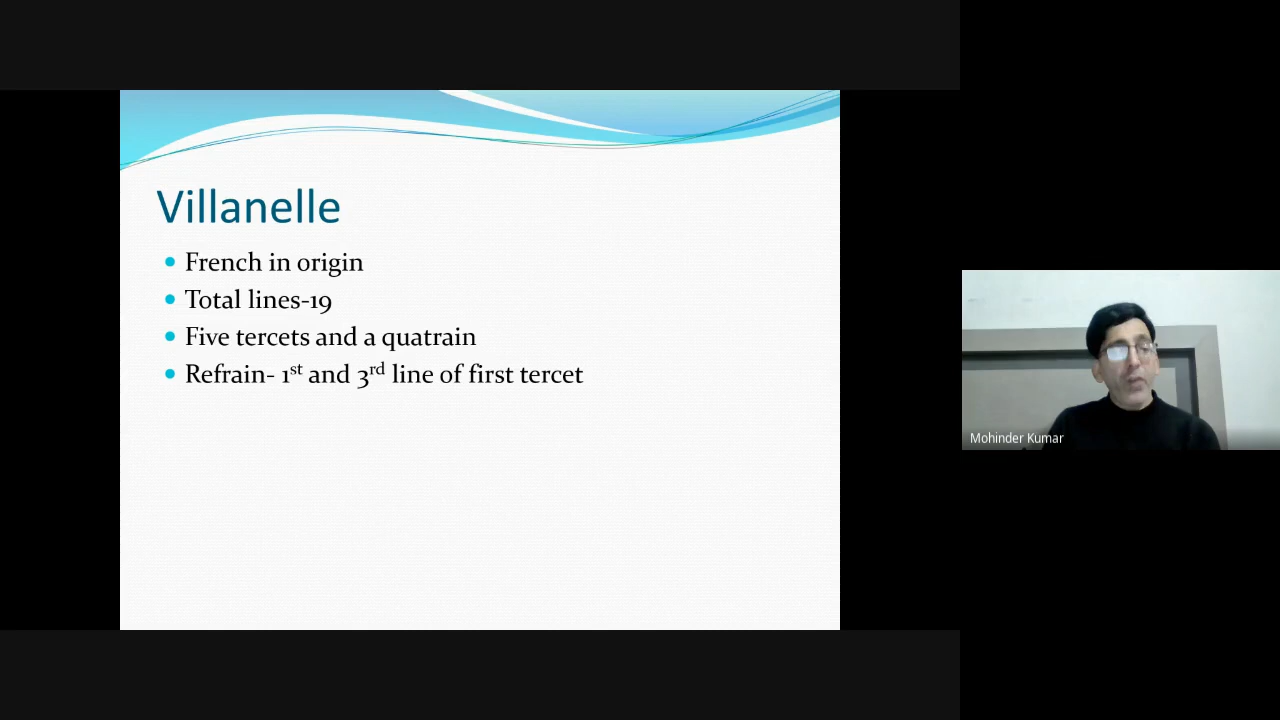 Villanelle
French in origin
Total lines-19
Five tercets and a quatrain
Refrain- 1st and 3rd line of first tercet
Mohinder Kumar